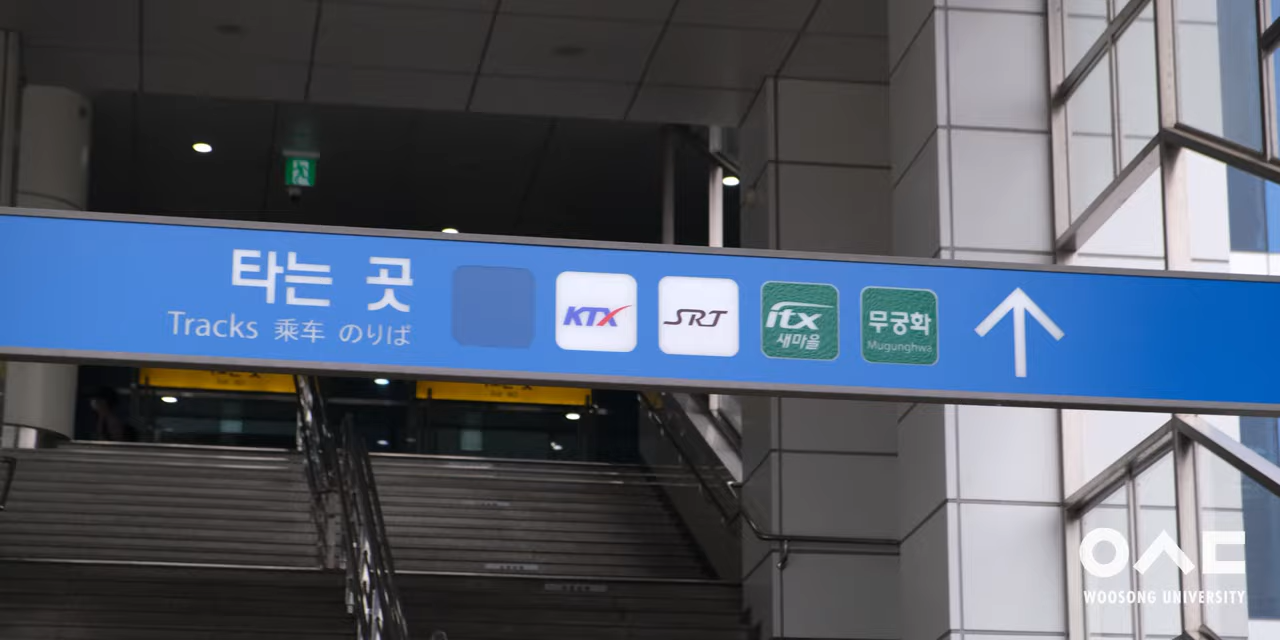 타는 곳
Tracks 乘车 のりば
KTX
SRT
itx
새마을
무궁화
Mugunghwa
WOOSONG UNIVERSITY